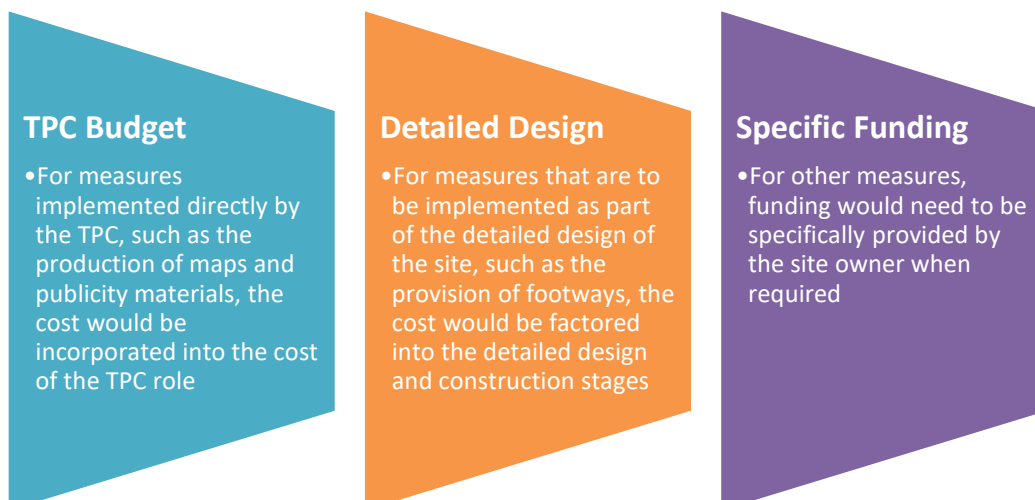 TPC Budget
•For measures
implemented directly by
the TPC, such as the
production of maps and
publicity materials, the
cost would be
incorporated into the cost
of the TPC role
Detailed Design
•For measures that are to
be implemented as part
of the detailed design of
the site, such as the
provision of footways, the
cost would be factored
into the detailed design
and construction stages
Specific Funding
•For other measures,
funding would need to be
specifically provided by
the site owner when
required